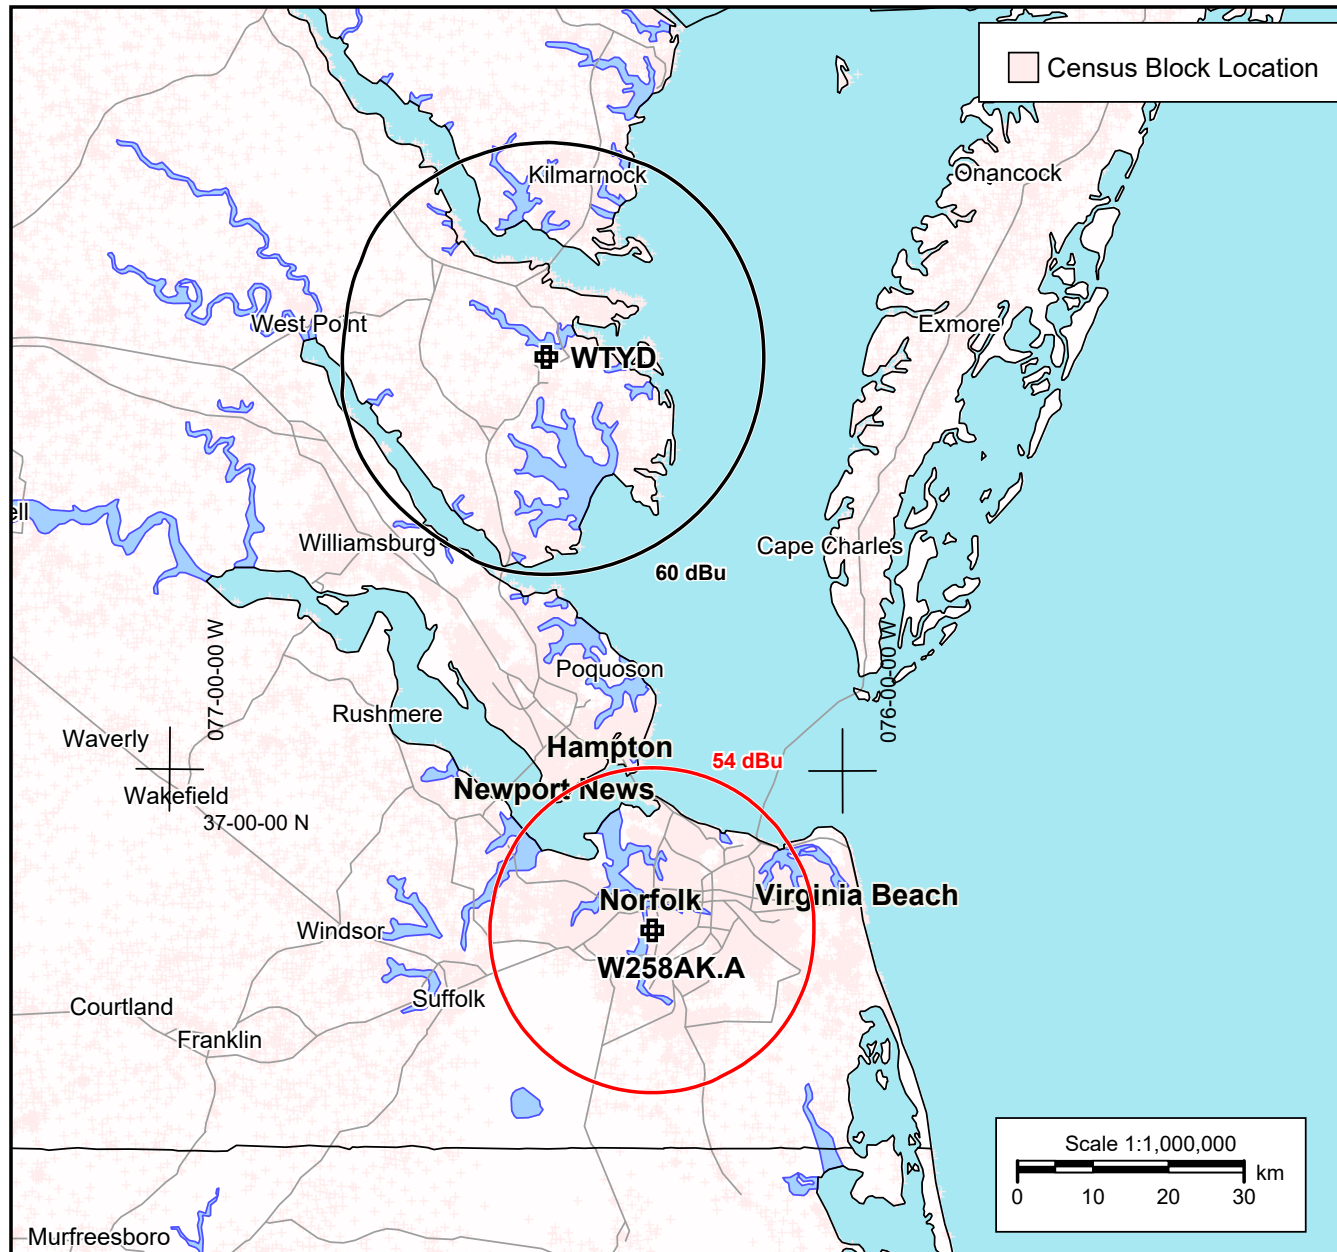 Census Block Location
Kilmarnock
Onancock
West Point
Exmore
WTYD
ell
Williamsburg
Cape Charles
60 dBu
077-00-00 W
076-00-00 W
Poquoson
Rushmere
Waverly
Hampton
54 dBu
Newport News
Wakefield
37-00-00 N
Norfolk
Virginia Beach
Windsor
W258AK.A
Suffolk
Courtland
Franklin
Scale 1:1,000,000
km
0 10 20 30
Murfreesboro